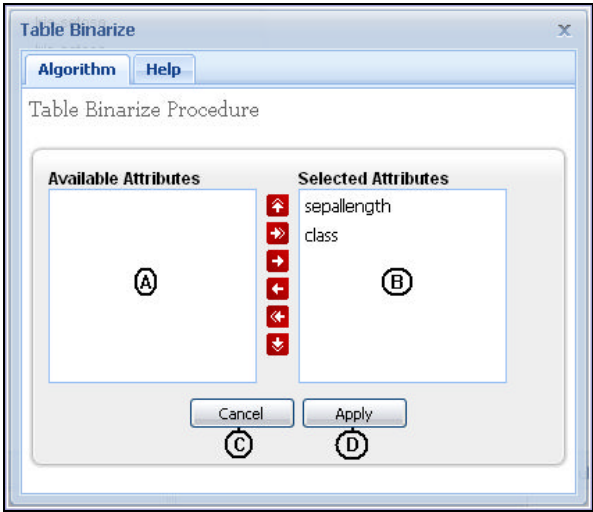 Table Binarize
Algorithm Help
Table Binarize Procedure
Available Attributes Selected Attributes
sepallength
class
A B
Cancel Apply
C D